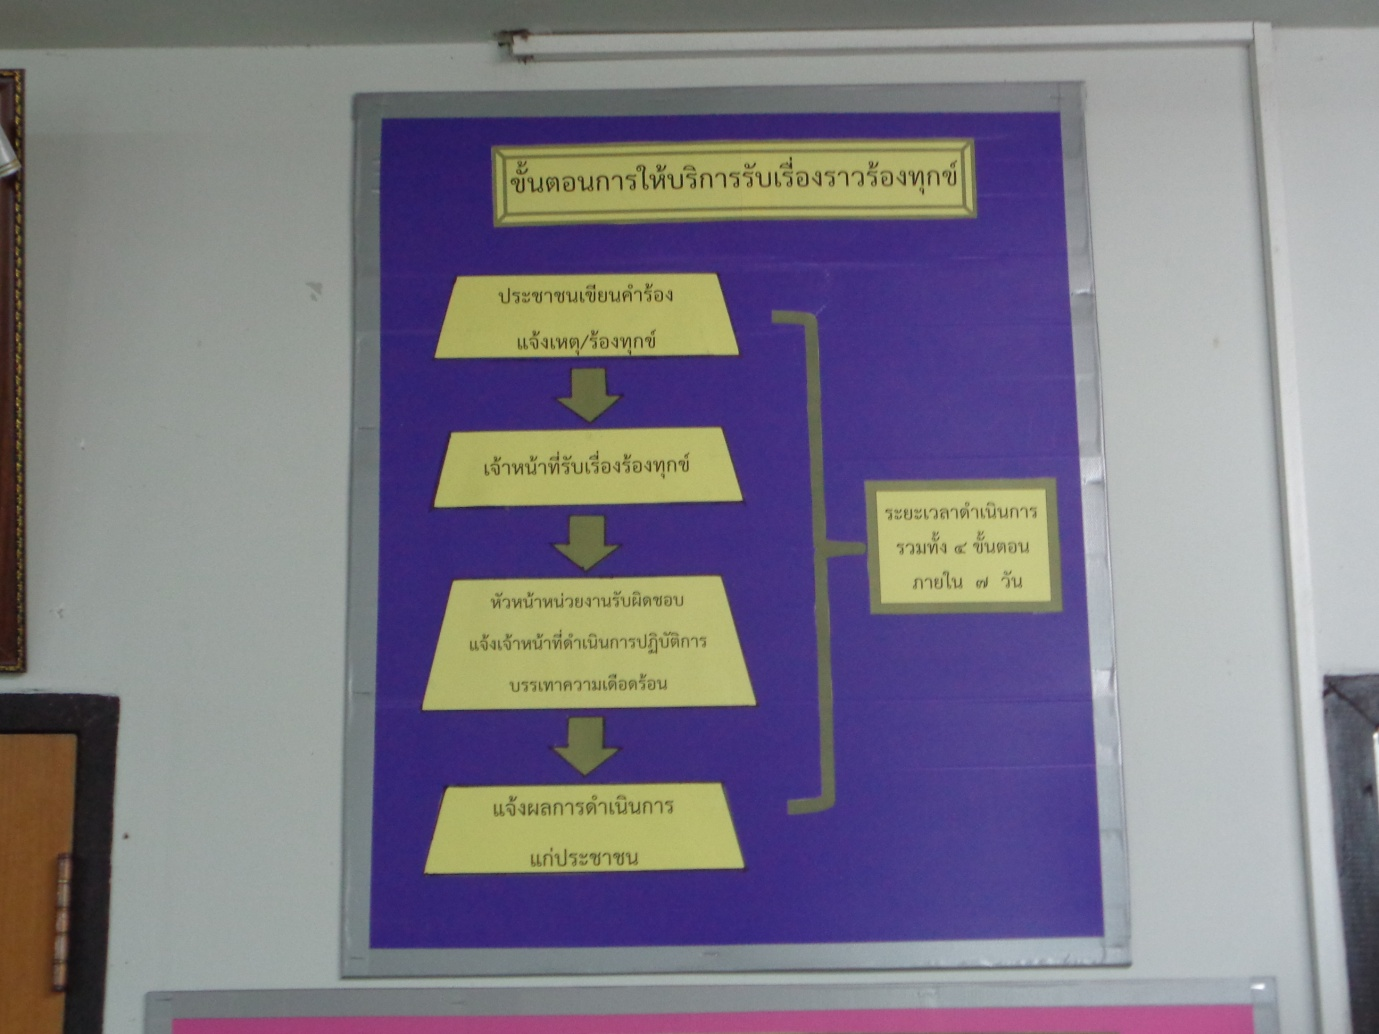 ขั้นตอนการให้บริการรับเรื่องราวร้องทุกข์
ประชาชนเขียนคำร้อง
แจ้งเหตุ/ร้องทุกข์
เจ้าหน้าที่รับเรื่องร้องทุกข์
หัวหน้าหน่วยงานรับผิดชอบ
แจ้งเจ้าหน้าที่ดำเนินการปฏิบัติการ
บรรเทาความเดือดร้อน
แจ้งผลการดำเนินการ
แก่ประชาชน
ระยะเวลาดำเนินการ
รวมทั้ง ๔ ขั้นตอน
ภายใน ๗ วัน